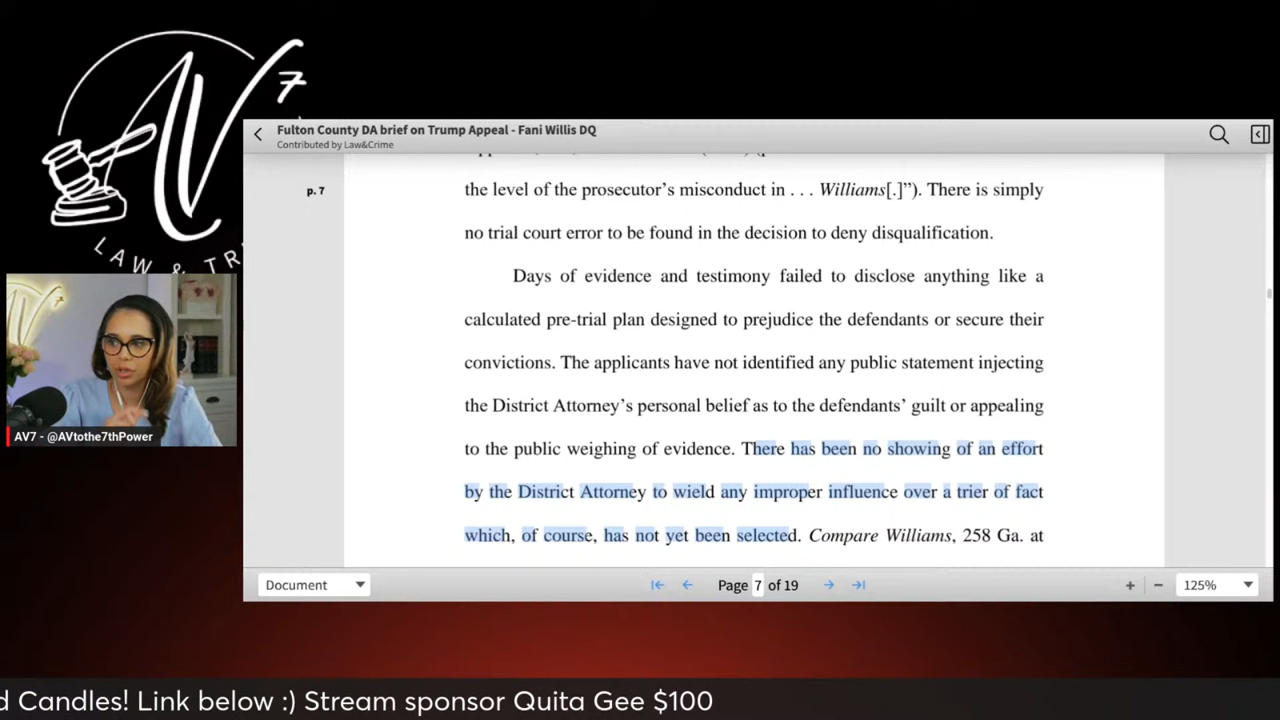 AV7
LAW & TR
Fulton County DA brief on Trump Appeal - Fani Willis DQ
Contributed by Law&Crime
p. 7
the level of the prosecutor's misconduct in . . . Williams[.]"). There is simply
no trial court error to be found in the decision to deny disqualification.
Days of evidence and testimony failed to disclose anything like a
calculated pre-trial plan designed to prejudice the defendants or secure their
convictions. The applicants have not identified any public statement injecting
the District Attorney's personal belief as to the defendants' guilt or appealing
to the public weighing of evidence. There has been no showing of an effort
by the District Attorney to wield any improper influence over a trier of fact
which, of course, has not yet been selected. Compare Williams, 258 Ga. at
AV7 - @AVtothe7thPower
Document
Page 7 of 19
125%
d Candles! Link below :) Stream sponsor Quita Gee $100